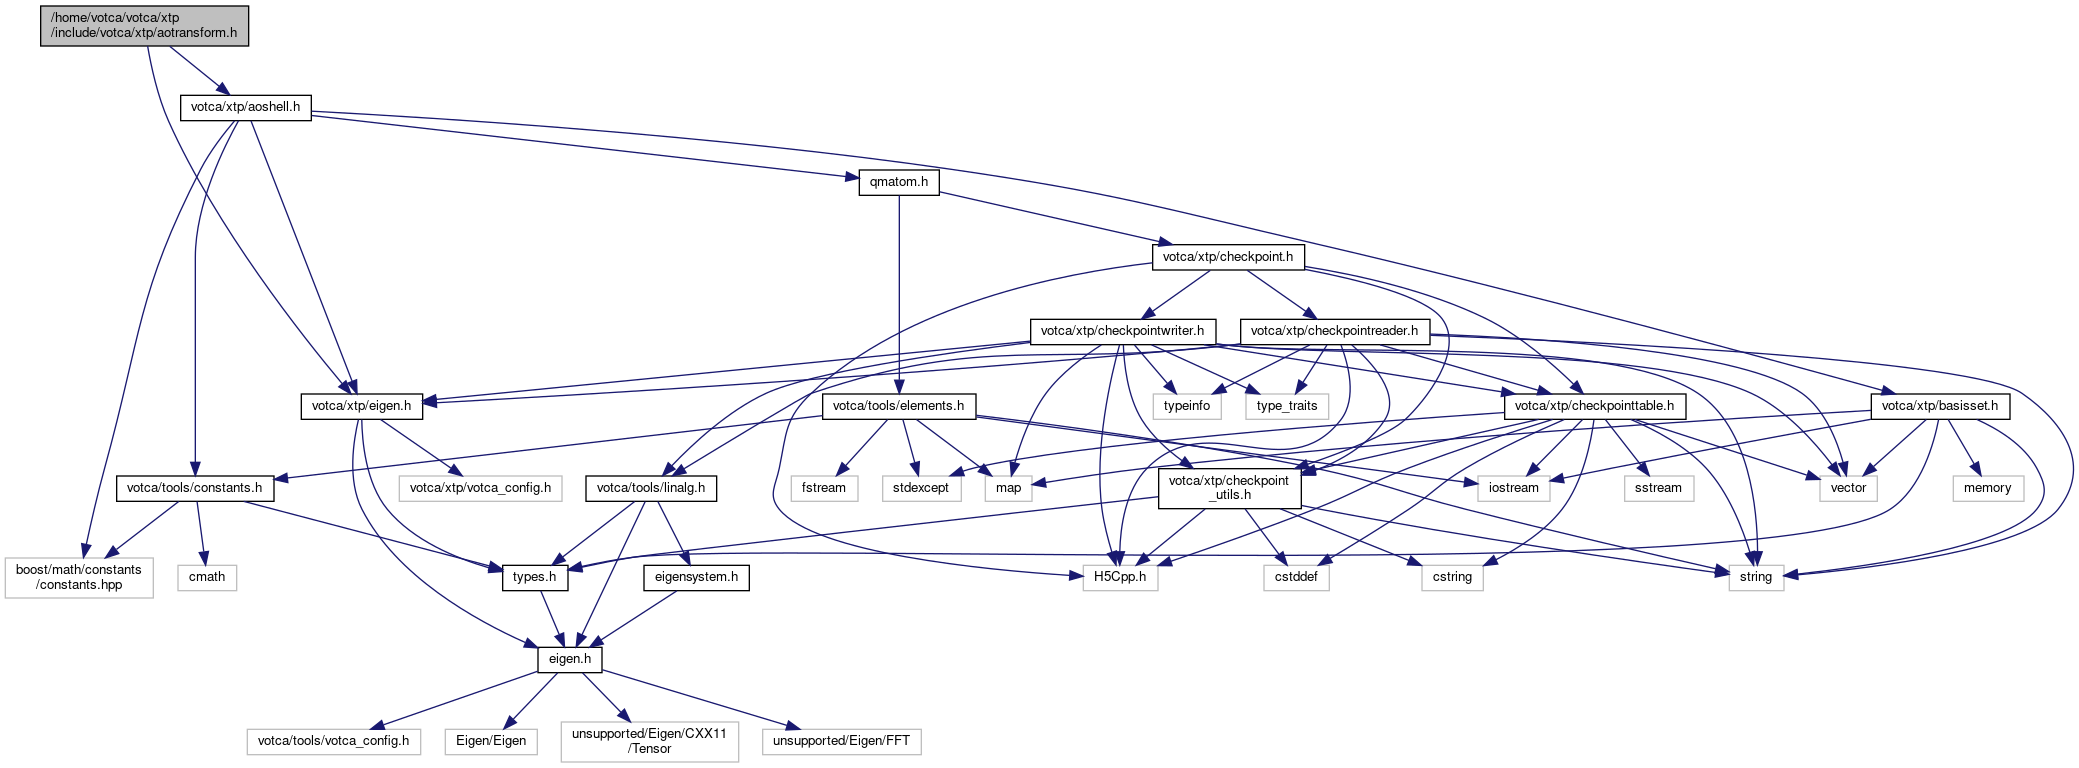 /home/votca/votca/xtp
/include/votca/xtp/aotransform.h
votca/xtp/aoshell.h
qmatom.h
votca/xtp/checkpoint.h
votca/xtp/checkpointwriter.h
votca/xtp/checkpointreader.h
votca/xtp/eigen.h
votca/tools/elements.h
typeinfo
type_traits
votca/xtp/checkpointtable.h
votca/xtp/basisset.h
votca/tools/constants.h
votca/xtp/votca_config.h
votca/tools/linalg.h
fstream
stdexcept
map
votca/xtp/checkpoint
_utils.h
iostream
sstream
vector
memory
boost/math/constants
/constants.hpp
cmath
types.h
eigensystem.h
H5Cpp.h
cstddef
cstring
string
eigen.h
votca/tools/votca_config.h
Eigen/Eigen
unsupported/Eigen/CXX11
/Tensor
unsupported/Eigen/FFT